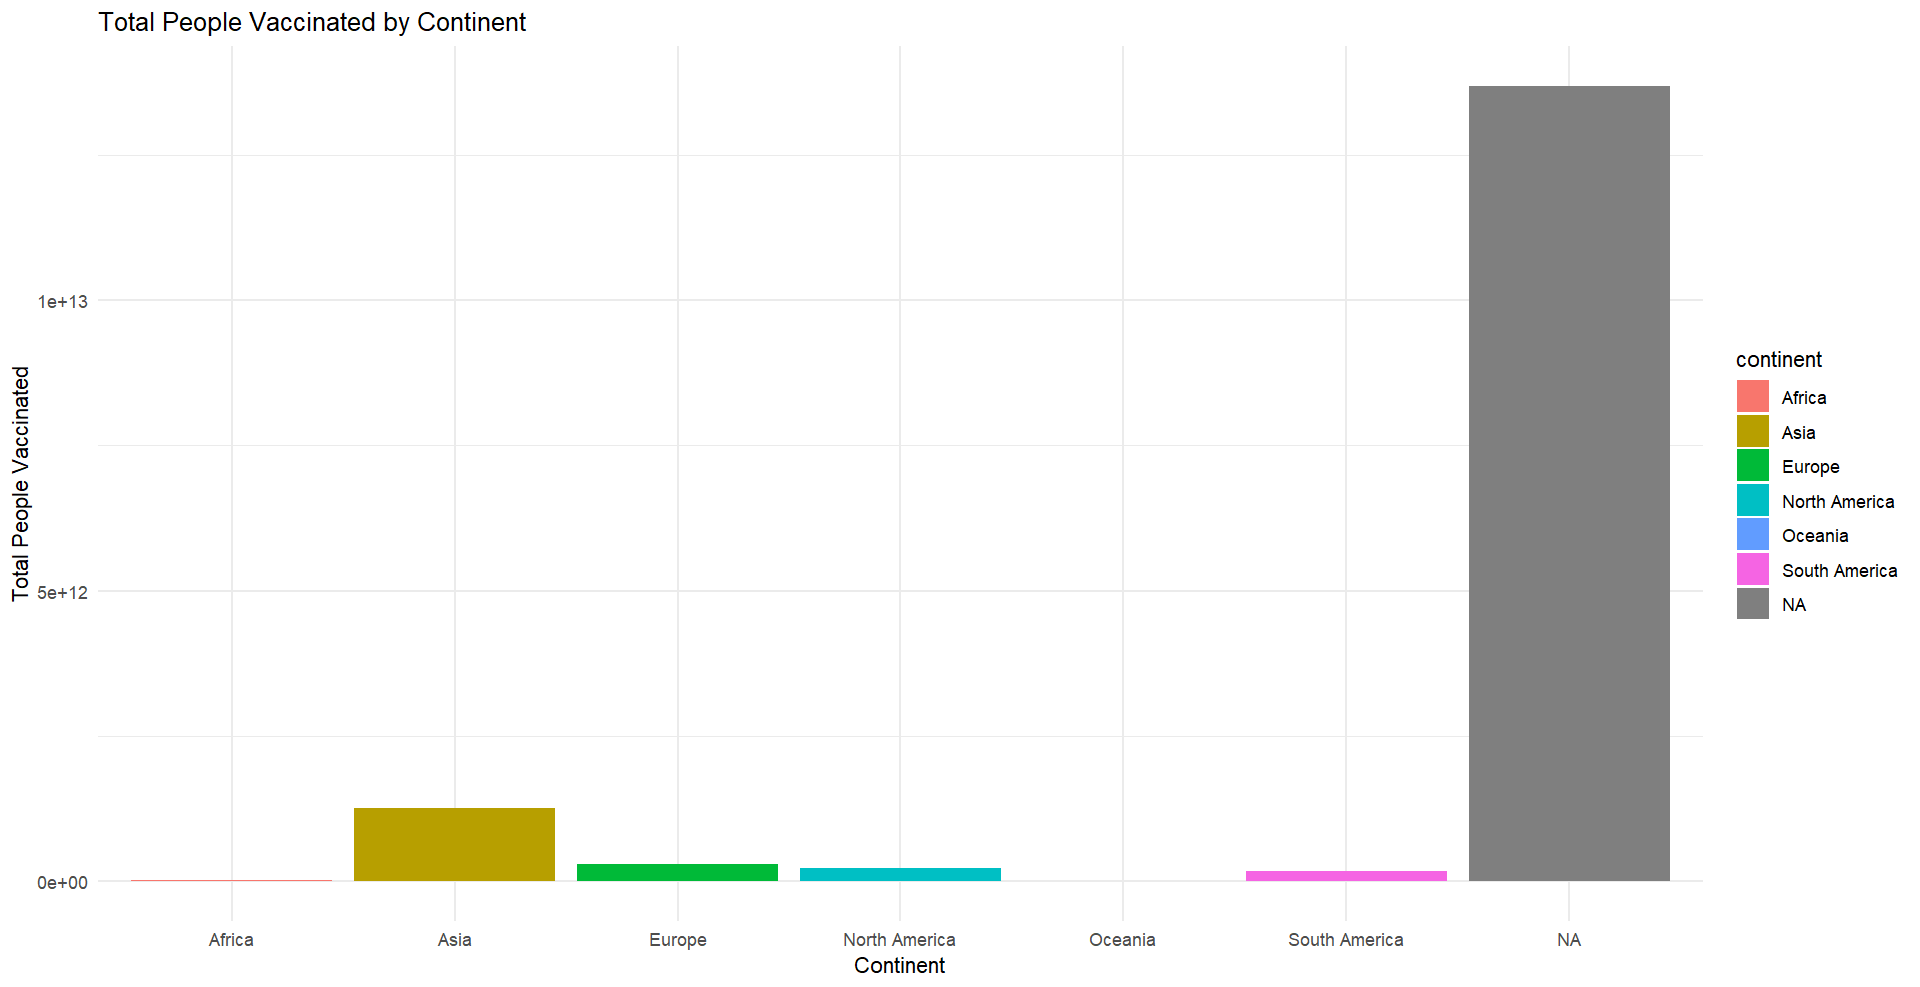 Total People Vaccinated by Continent
Total People Vaccinated
1e+13
5e+12
0e+00
Africa
Asia
Europe
North America
Oceania
South America
NA
Continent
continent
Africa
Asia
Europe
North America
Oceania
South America
NA